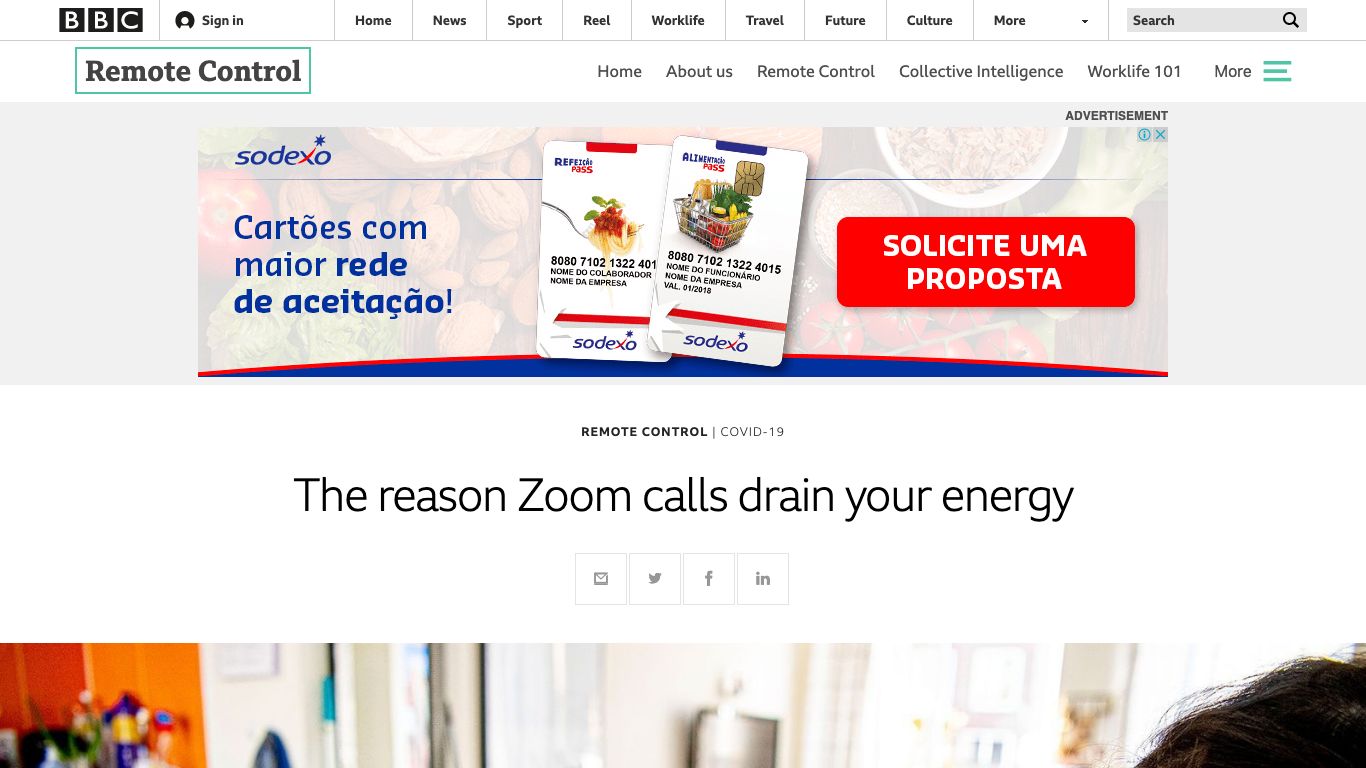 BBC
Sign in
Home
News
Sport
Reel
Worklife
Travel
Future
Culture
More
Search
Remote Control
Home
About us
Remote Control
Collective Intelligence
Worklife 101
More
ADVERTISEMENT
sodexo
Cartões com
maior rede
de aceitação!
REFEIÇÃO
PASS
8080 7102 1322 401
NOME DO COLABORADOR
NOME DA EMPRESA
sodexo
ALIMENTAÇÃO
PASS
8080 7102 1322 4015
NOME DO FUNCIONÁRIO
NOME DA EMPRESA
VAL. 01/2018
sodexo
SOLICITE UMA
PROPOSTA
REMOTE CONTROL | COVID-19
The reason Zoom calls drain your energy